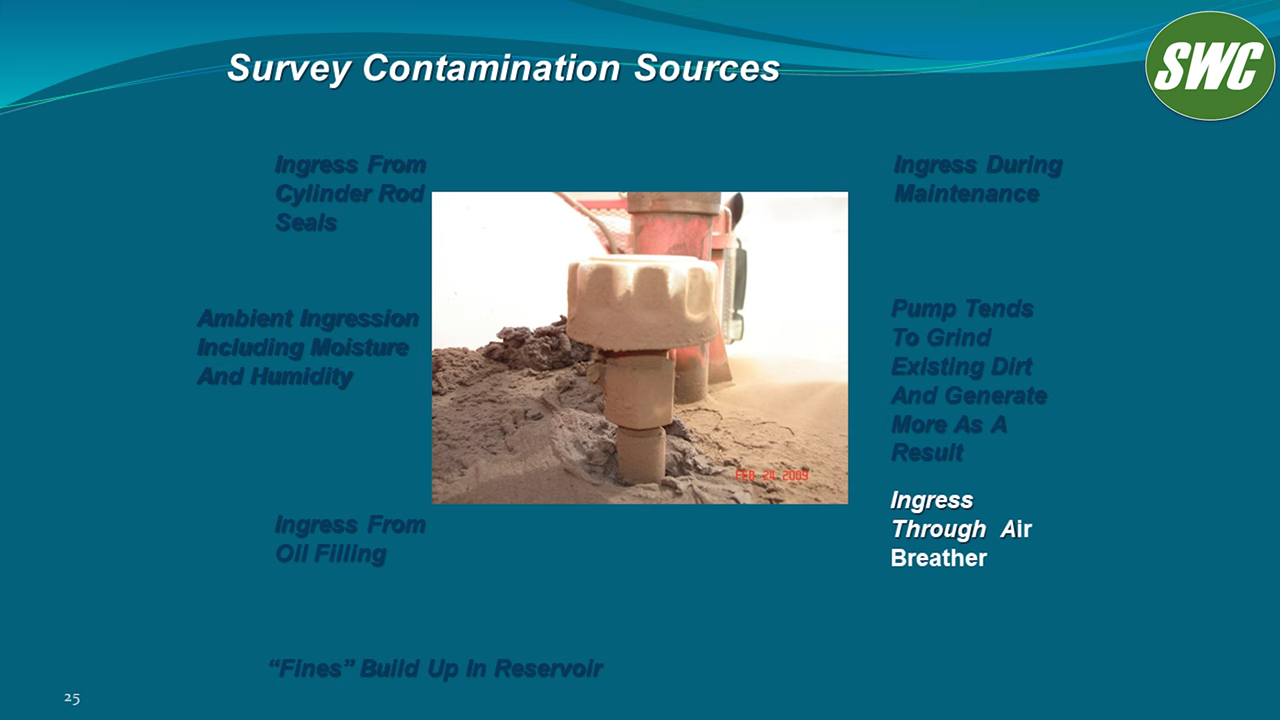 Survey Contamination Sources
SWC
Ingress From
Cylinder Rod
Seals
Ambient Ingression
Including Moisture
And Humidity
Ingress From
Oil Filling
“Fines” Build Up In Reservoir
FEB 24 2009
Ingress During
Maintenance
Pump Tends
To Grind
Existing Dirt
And Generate
More As A
Result
Ingress
Through Air
Breather
25